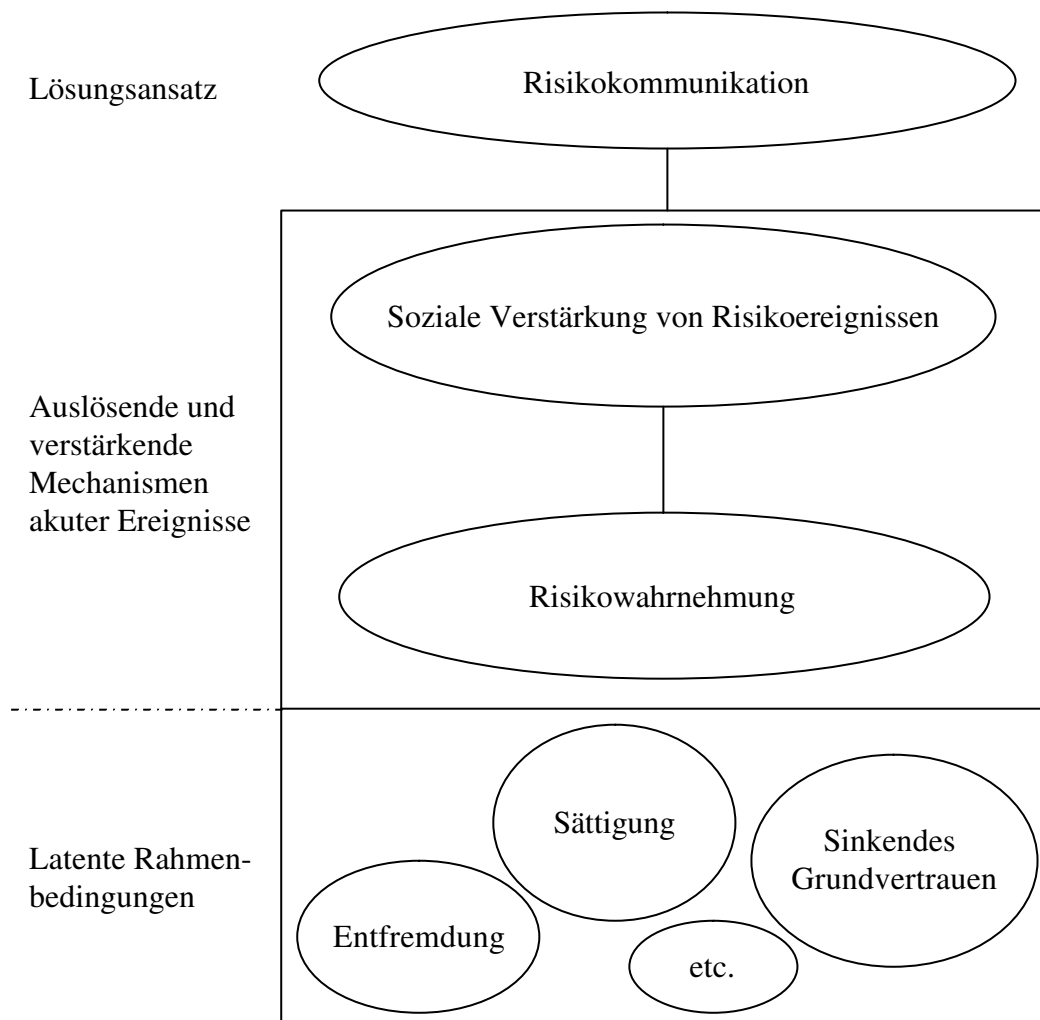 Lösungsansatz
Risikokommunikation
Auslösende und
verstärkende
Mechanismen
akuter Ereignisse
Soziale Verstärkung von Risikoereignissen
Risikowahrnehmung
Latente Rahmen-
bedingungen
Entfremdung
Sättigung
etc.
Sinkendes
Grundvertrauen